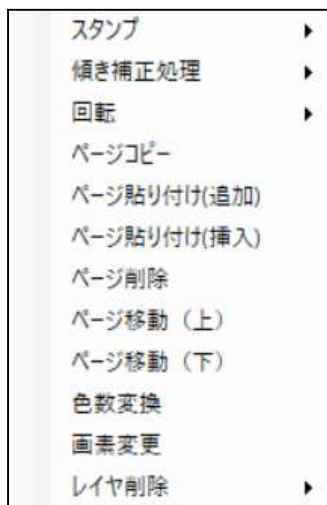 スタンプ
傾き補正処理
回転
ページコピー
ページ貼り付け(追加)
ページ貼り付け(挿入)
ページ削除
ページ移動（上）
ページ移動（下）
色数変換
画素変更
レイヤ削除